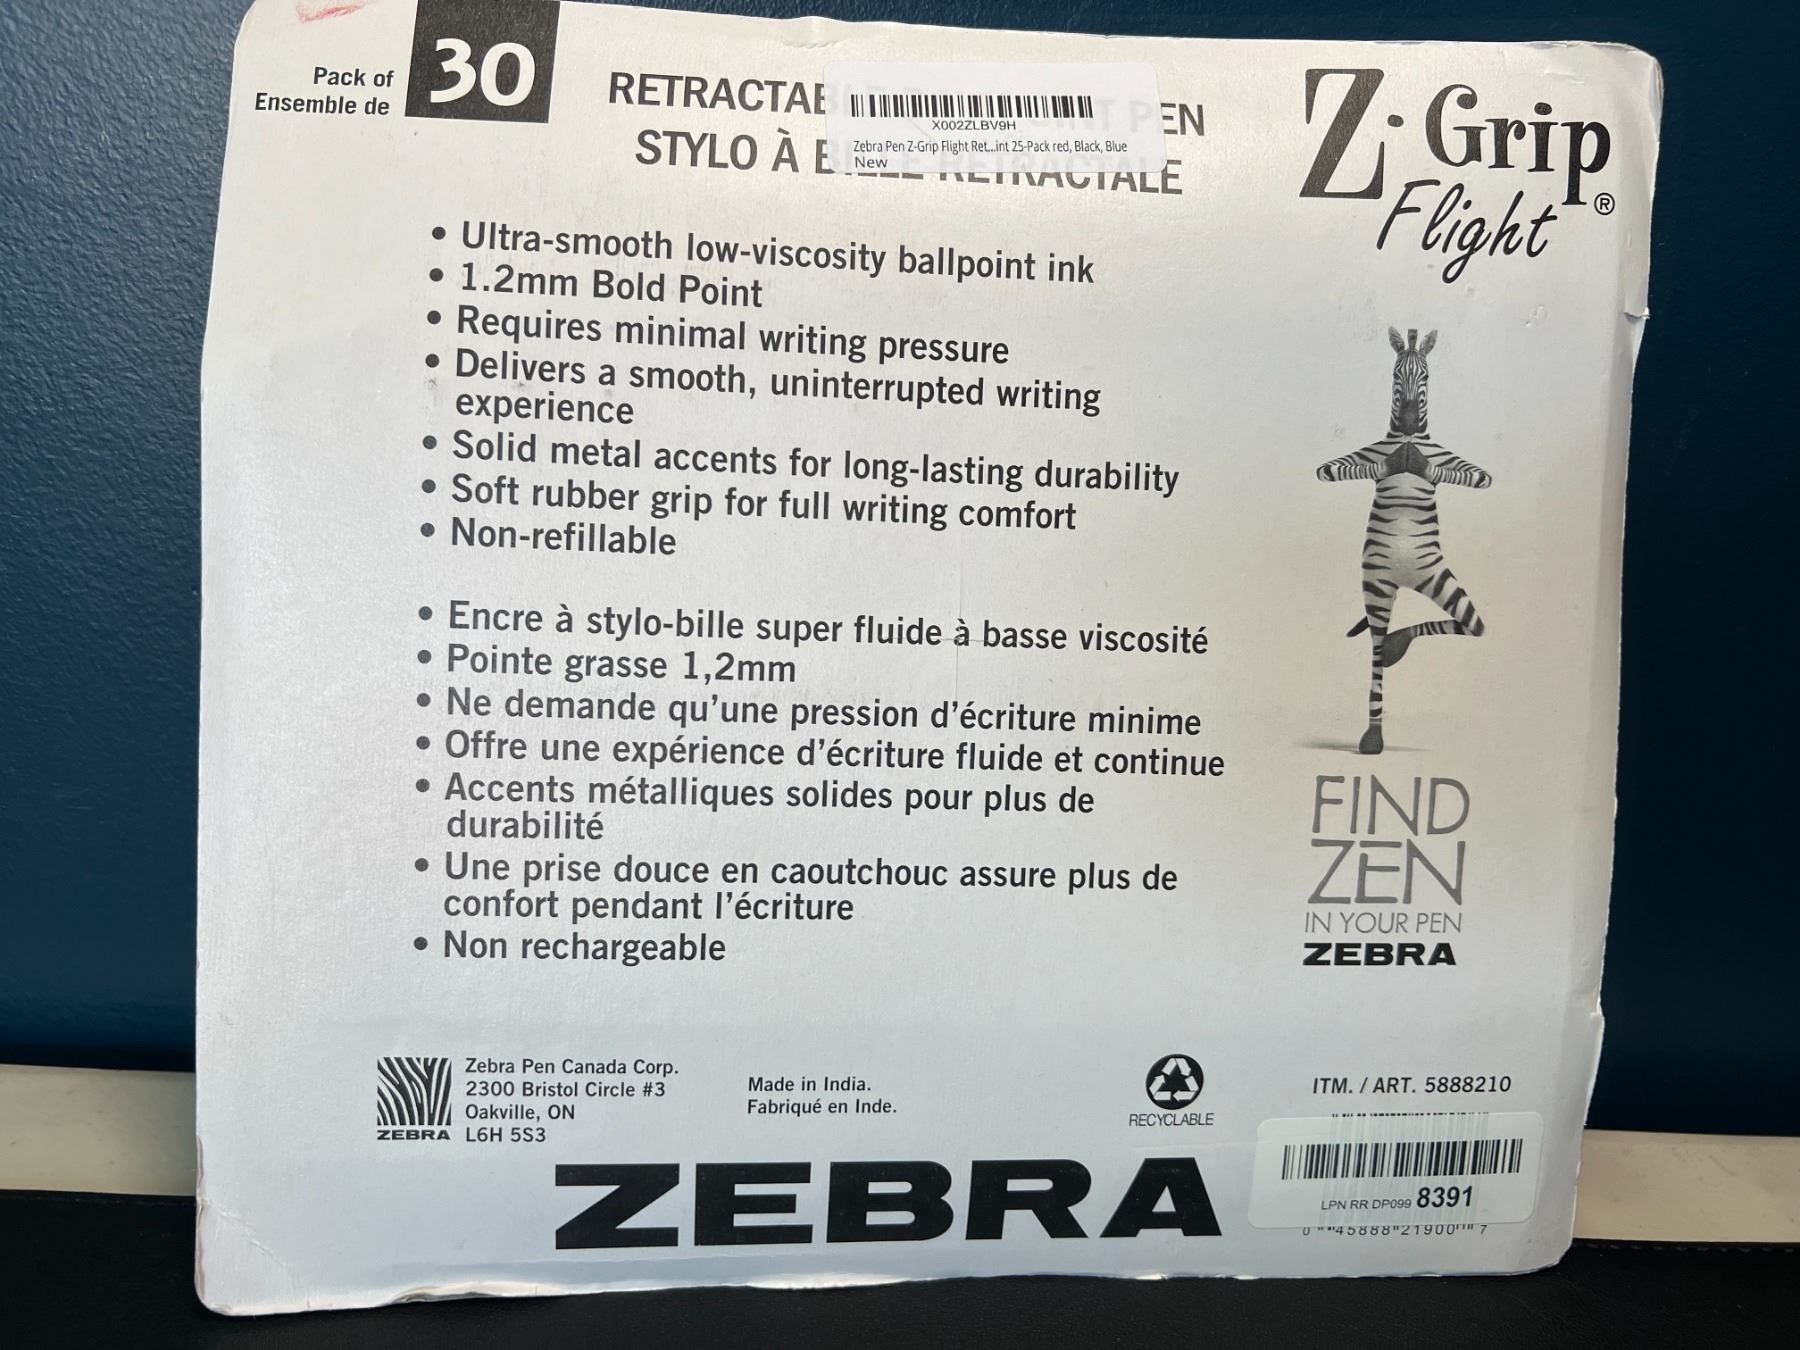 Pack of
Ensemble de
30
RETRACTAB PEN
STYLO À RÉTRACTALE
X002ZLBV9H
Zebra Pen Z-Grip Flight Ret...int 25-Pack red, Black, Blue
New
Z-Grip
Flight®
• Ultra-smooth low-viscosity ballpoint ink
• 1.2mm Bold Point
• Requires minimal writing pressure
• Delivers a smooth, uninterrupted writing
experience
• Solid metal accents for long-lasting durability
• Soft rubber grip for full writing comfort
• Non-refillable
• Encre à stylo-bille super fluide à basse viscosité
• Pointe grasse 1,2mm
• Ne demande qu'une pression d'écriture minime
• Offre une expérience d'écriture fluide et continue
• Accents métalliques solides pour plus de
durabilité
• Une prise douce en caoutchouc assure plus de
confort pendant l'écriture
• Non rechargeable
FIND
ZEN
IN YOUR PEN
ZEBRA
ZEBRA
Zebra Pen Canada Corp.
2300 Bristol Circle #3
Oakville, ON
L6H 5S3
Made in India.
Fabriqué en Inde.
RECYCLABLE
ITM. / ART. 5888210
LPN RR DP099 8391
0 45888 21900 7
ZEBRA